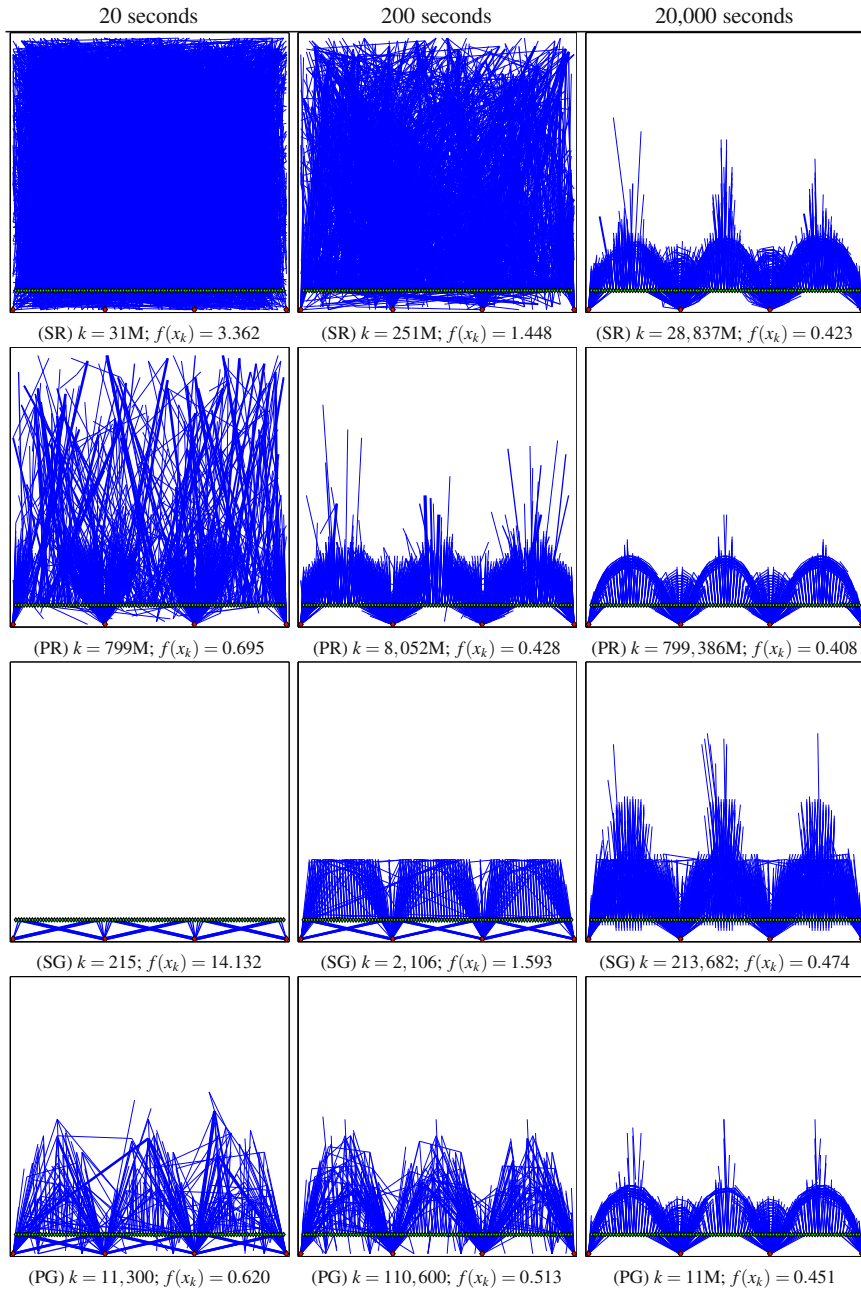 20 seconds 200 seconds 20,000 seconds
(SR) k = 31M; f(x_k) = 3.362 (SR) k = 251M; f(x_k) = 1.448 (SR) k = 28,837M; f(x_k) = 0.423
(PR) k = 799M; f(x_k) = 0.695 (PR) k = 8,052M; f(x_k) = 0.428 (PR) k = 799,386M; f(x_k) = 0.408
(SG) k = 215; f(x_k) = 14.132 (SG) k = 2,106; f(x_k) = 1.593 (SG) k = 213,682; f(x_k) = 0.474
(PG) k = 11,300; f(x_k) = 0.620 (PG) k = 110,600; f(x_k) = 0.513 (PG) k = 11M; f(x_k) = 0.451